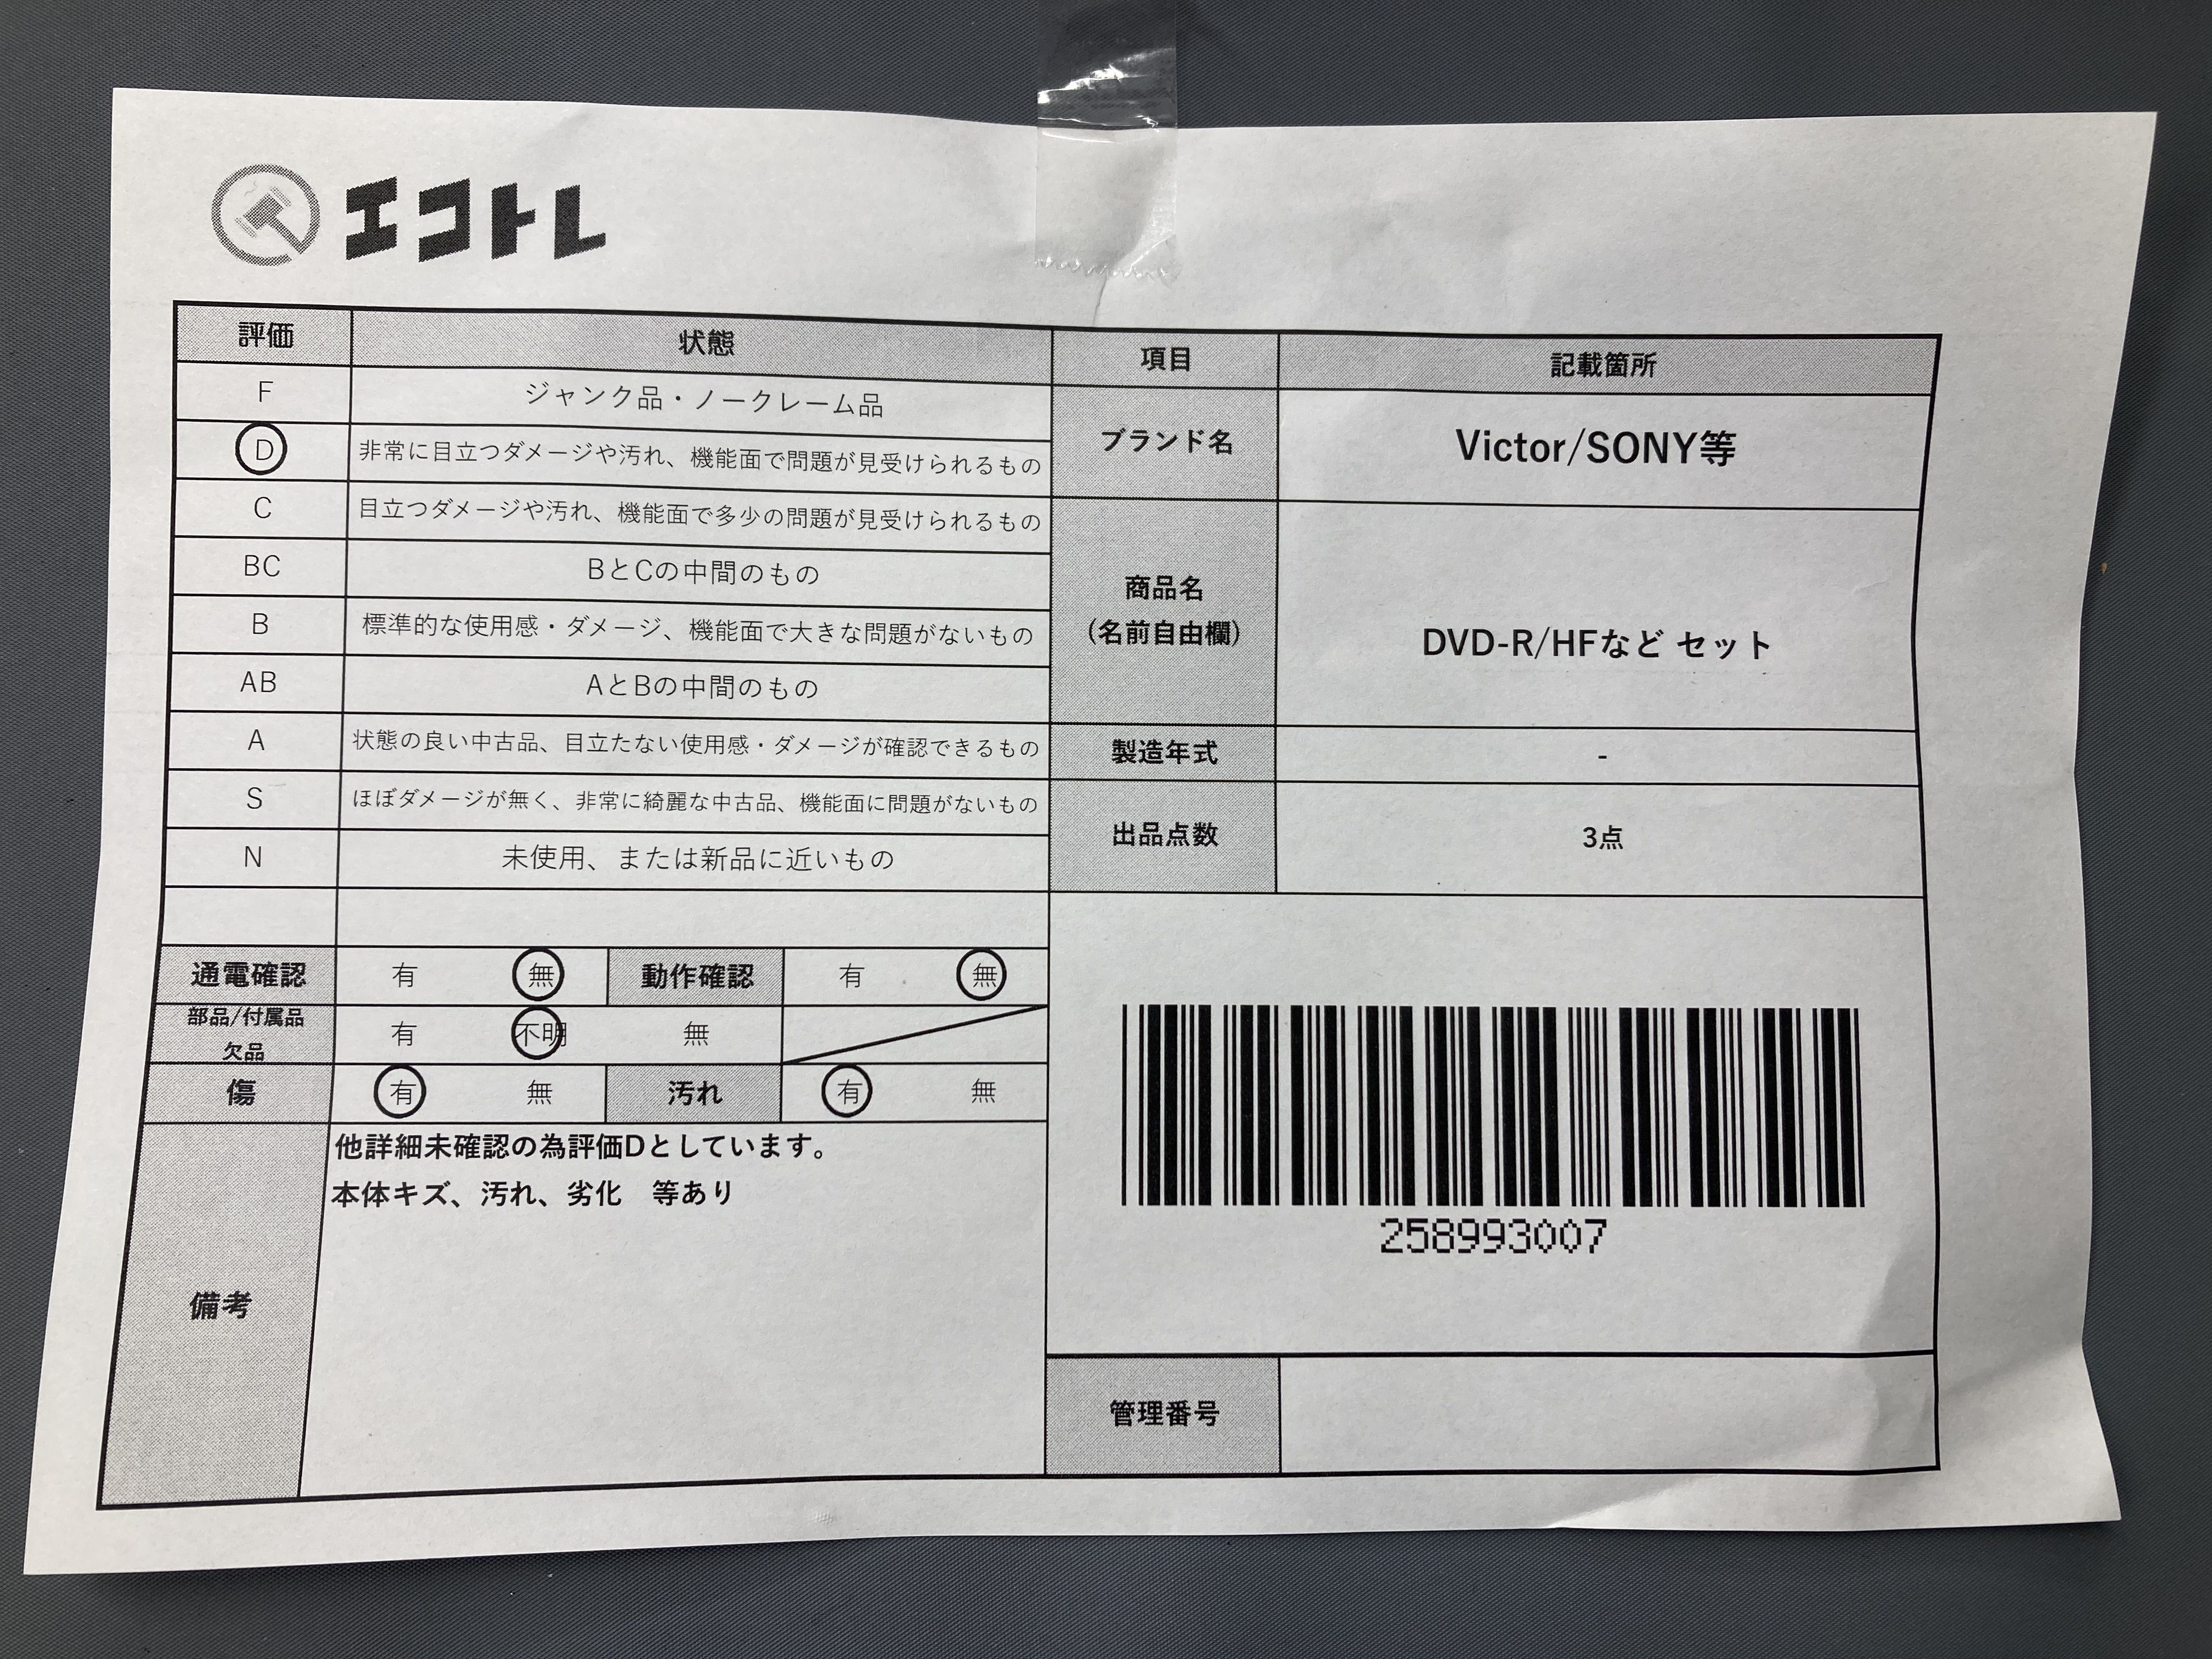 エコトレ
評価 状態
F ジャンク品・ノークレーム品
D 非常に目立つダメージや汚れ、機能面で問題が見受けられるもの
C 目立つダメージや汚れ、機能面で多少の問題が見受けられるもの
BC BとCの中間のもの
B 標準的な使用感・ダメージ、機能面で大きな問題がないもの
AB AとBの中間のもの
A 状態の良い中古品、目立たない使用感・ダメージが確認できるもの
S ほぼダメージが無く、非常に綺麗な中古品、機能面に問題がないもの
N 未使用、または新品に近いもの
通電確認 有 無 動作確認 有 無
部品/付属品
欠品
有 不明 無
傷 有 無 汚れ 有 無
備考
他詳細未確認の為評価Dとしています。
本体キズ、汚れ、劣化 等あり
項目 記載箇所
ブランド名 Victor/SONY等
商品名
(名前自由欄)
DVD-R/HFなど セット
製造年式 -
出品点数 3点
258993007
管理番号